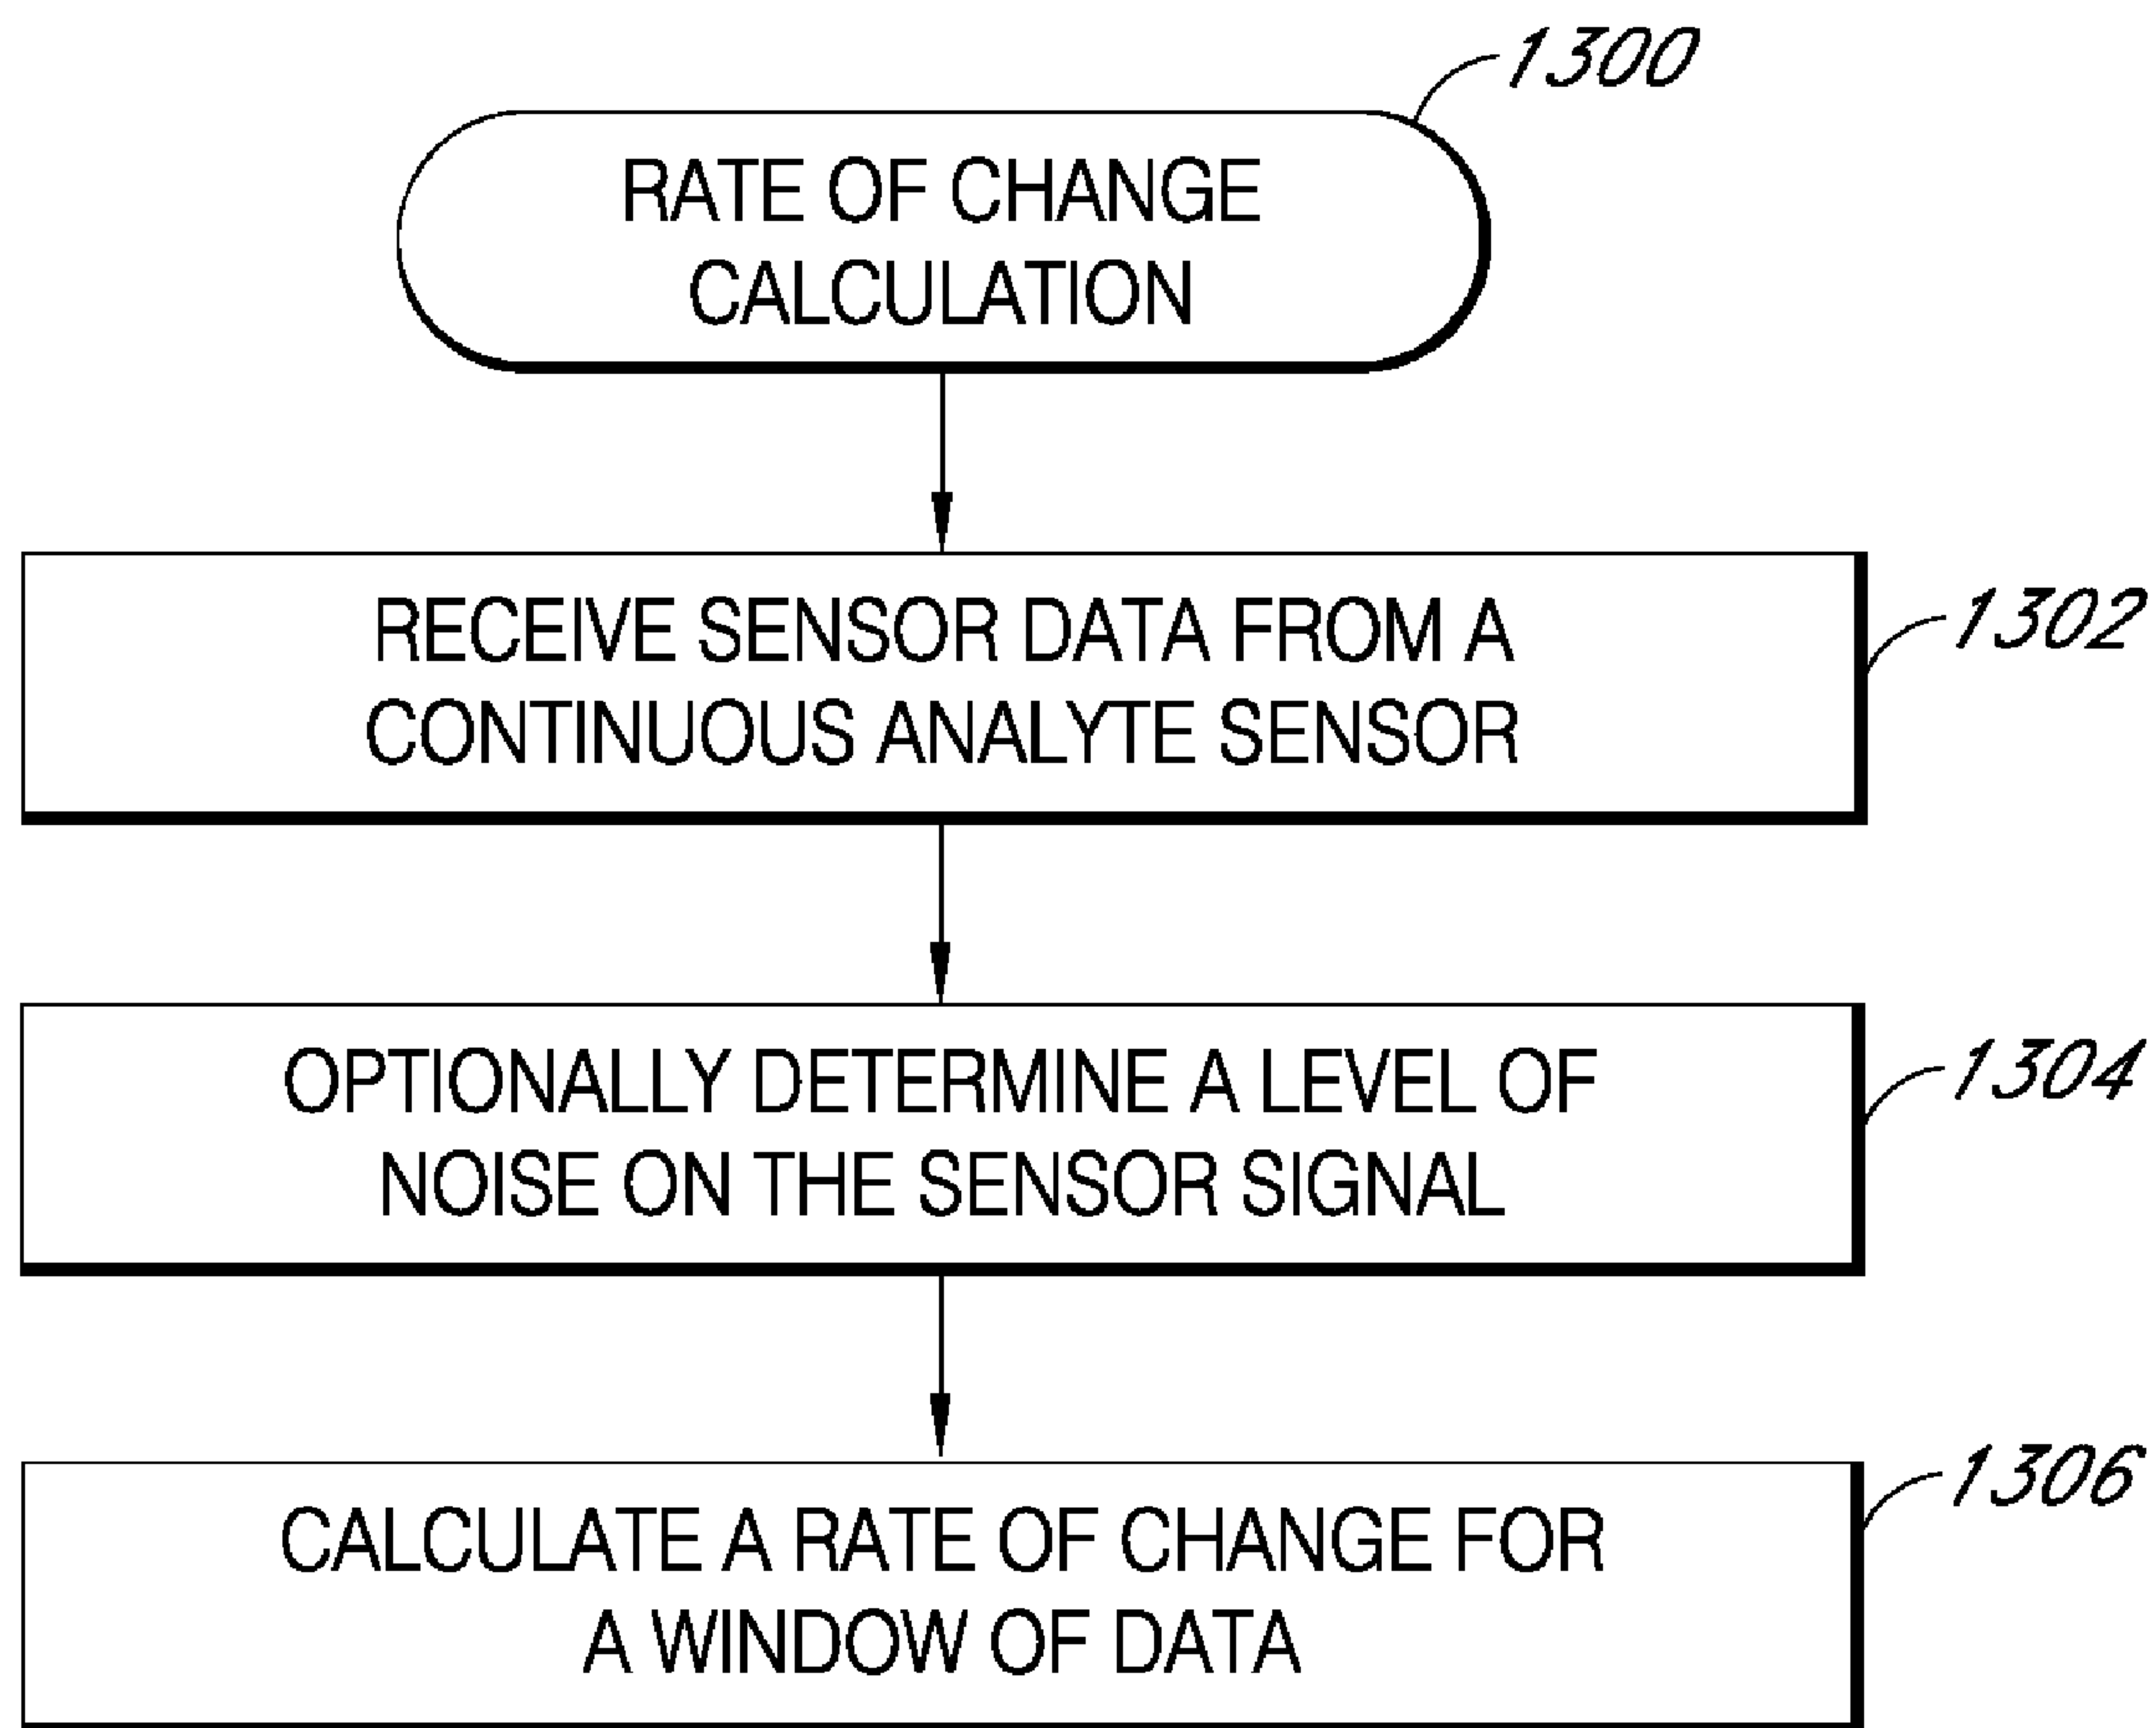 1300
RATE OF CHANGE
CALCULATION
RECEIVE SENSOR DATA FROM A
CONTINUOUS ANALYTE SENSOR
1302
OPTIONALLY DETERMINE A LEVEL OF
NOISE ON THE SENSOR SIGNAL
1304
CALCULATE A RATE OF CHANGE FOR
A WINDOW OF DATA
1306